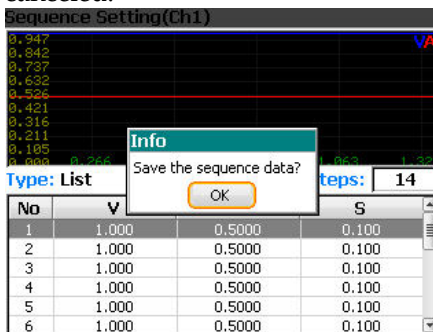 Sequence Setting(Ch1)
0.947
VA
0.842
0.737
0.632
0.526
0.421
0.316
0.211
0.105
0.000 0.266 1.063 1.32
Info
Save the sequence data?
OK
Type: List teps: 14
No V S
1 1.000 0.5000 0.100
2 1.000 0.5000 0.100
3 1.000 0.5000 0.100
4 1.000 0.5000 0.100
5 1.000 0.5000 0.100
6 1.000 0.5000 0.100